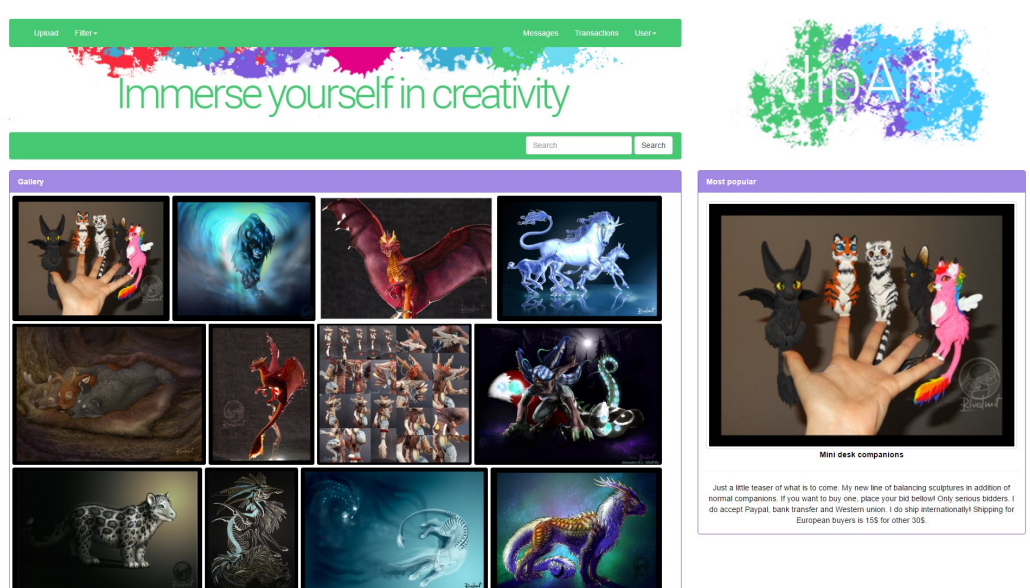 Upload Filter Messages Transactions User
Immerse yourself in creativity
dipArt
Search Search
Gallery
Most popular
Rivaluet
Mini desk companions
Just a little teaser of what is to come. My new line of balancing sculptures in addition of
normal companions. If you want to buy one, place your bid bellow! Only serious bidders. I
do accept Paypal, bank transfer and Western union. I do ship internationally! Shipping for
European buyers is 15$ for other 30$.